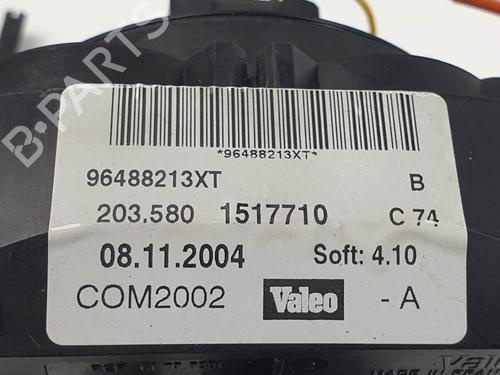 B-PARTS
*96488213XT*
96488213XT B
203.580 1517710 C 74
08.11.2004 Soft: 4.10
COM2002 Valeo - A